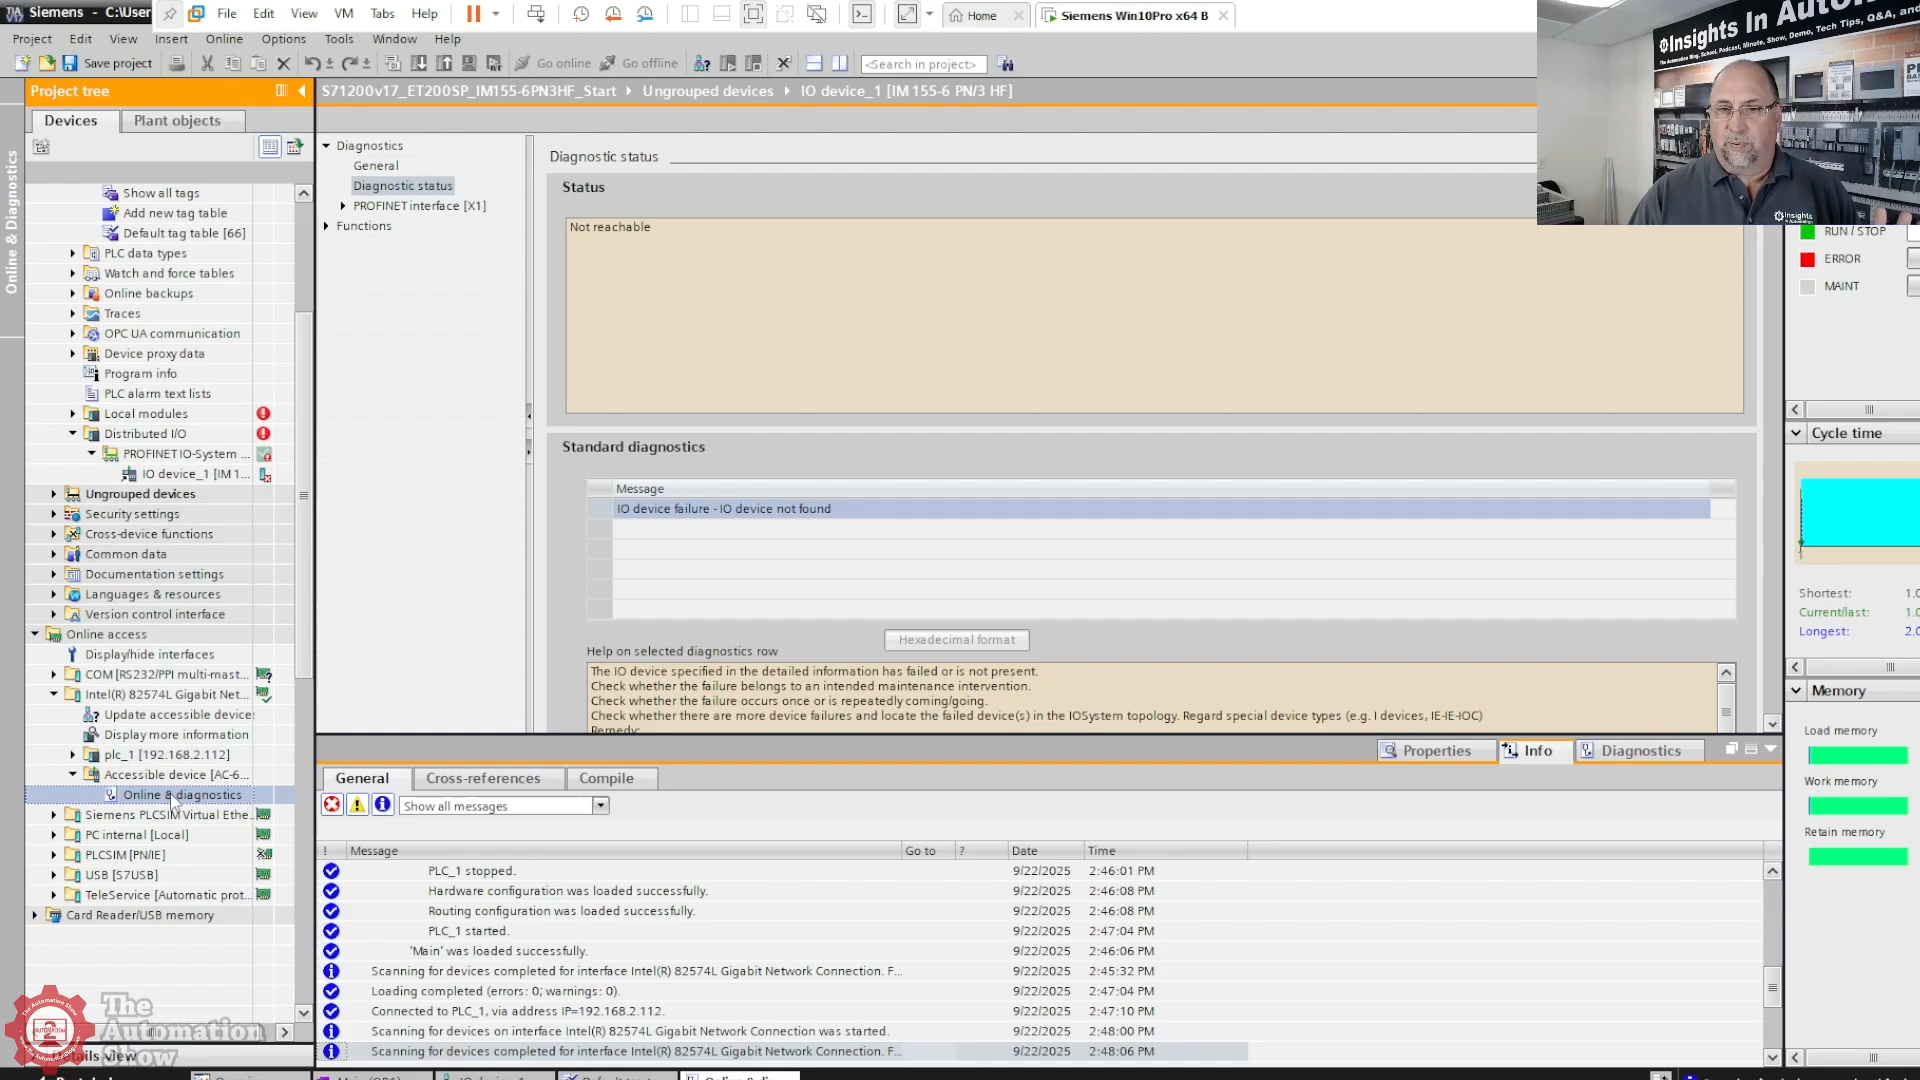 Siemens - C:\User
File Edit View VM Tabs Help
Home
Siemens Win10Pro x64 B
Project Edit View Insert Online Options Tools Window Help
Save project
Go online
Go offline
<Search in project>
Project tree
S71200v17_ET200SP_IM155-6PN3HF_Start
Ungrouped devices
IO device_1 [IM 155-6 PN/3 HF]
Devices
Plant objects
Online & Diagnostics
Show all tags
Add new tag table
Default tag table [66]
PLC data types
Watch and force tables
Online backups
Traces
OPC UA communication
Device proxy data
Program info
PLC alarm text lists
Local modules
Distributed I/O
PROFINET IO-System ...
IO device_1 [IM 1...
Ungrouped devices
Security settings
Cross-device functions
Common data
Documentation settings
Languages & resources
Version control interface
Online access
Display/hide interfaces
COM [RS232/PPI multi-mast...
Intel(R) 82574L Gigabit Net...
Update accessible device
Display more information
plc_1 [192.168.2.112]
Accessible device [AC-6...
Online & diagnostics
Siemens PLCSIM Virtual Ethe...
PC internal [Local]
PLCSIM [PN/IE]
USB [S7USB]
TeleService [Automatic prot...
Card Reader/USB memory
Details view
The
Automation
Show
Diagnostics
General
Diagnostic status
PROFINET interface [X1]
Functions
Diagnostic status
Status
Not reachable
Standard diagnostics
Message
IO device failure - IO device not found
Hexadecimal format
Help on selected diagnostics row
The IO device specified in the detailed information has failed or is not present.
Check whether the failure belongs to an intended maintenance intervention.
Check whether the failure occurs once or is repeatedly coming/going.
Check whether there are more device failures and locate the failed device(s) in the IOSystem topology. Regard special device types (e.g. I devices, IE-IE-IOC)
Remedy:
Properties
Info
Diagnostics
General
Cross-references
Compile
Show all messages
! Message Go to ? Date Time
PLC_1 stopped. 9/22/2025 2:46:01 PM
Hardware configuration was loaded successfully. 9/22/2025 2:46:08 PM
Routing configuration was loaded successfully. 9/22/2025 2:46:08 PM
PLC_1 started. 9/22/2025 2:47:04 PM
'Main' was loaded successfully. 9/22/2025 2:46:06 PM
Scanning for devices completed for interface Intel(R) 82574L Gigabit Network Connection. F... 9/22/2025 2:45:32 PM
Loading completed (errors: 0; warnings: 0). 9/22/2025 2:47:04 PM
Connected to PLC_1, via address IP=192.168.2.112. 9/22/2025 2:47:10 PM
Scanning for devices on interface Intel(R) 82574L Gigabit Network Connection was started. 9/22/2025 2:48:00 PM
Scanning for devices completed for interface Intel(R) 82574L Gigabit Network Connection. F... 9/22/2025 2:48:06 PM
Insights In Autom
The Automation Blog, School, Podcast, Minute, Show, Demo, Tech Tips, Q&A, and
Insights
RUN / STOP
ERROR
MAINT
Cycle time
Shortest: 1.0
Current/last: 1.0
Longest: 2.0
Memory
Load memory
Work memory
Retain memory